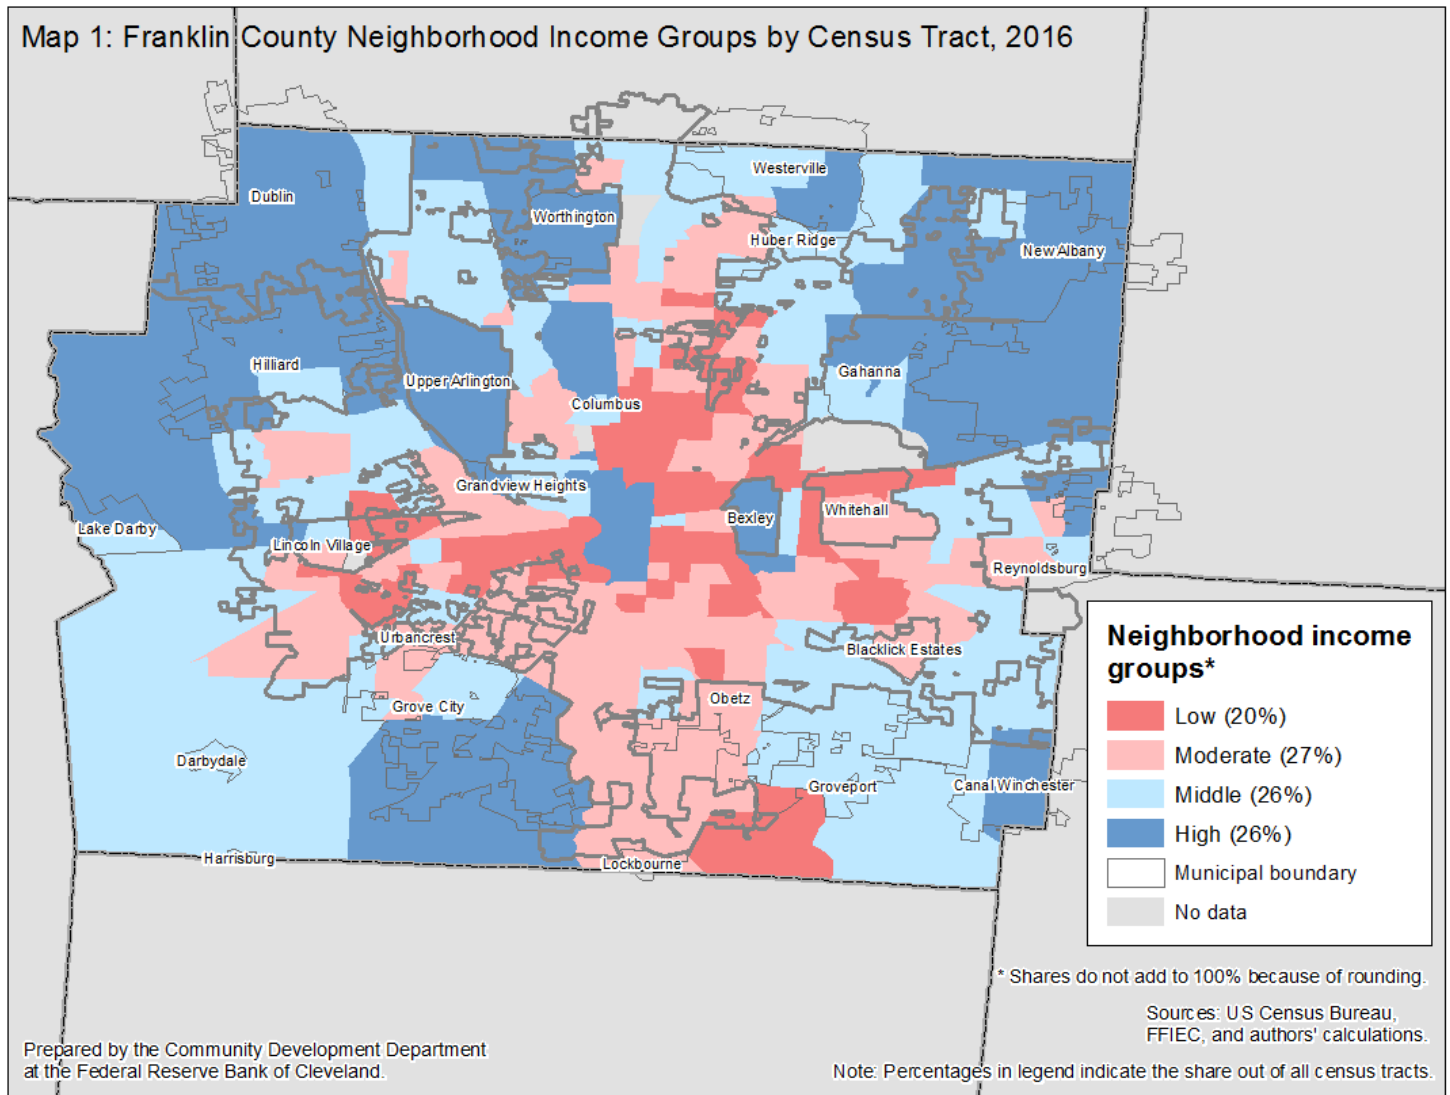 Map 1: Franklin County Neighborhood Income Groups by Census Tract, 2016
Westerville
Dublin
Worthington
Huber Ridge
New Albany
Hilliard
Upper Arlington
Gahanna
Columbus
Grandview Heights
Bexley
Whitehall
Lake Darby
Lincoln Village
Reynoldsburg
Urbancrest
Blacklick Estates
Obetz
Grove City
Darbydale
Groveport
Canal Winchester
Harrisburg
Lockbourne
Neighborhood income
groups*
Low (20%)
Moderate (27%)
Middle (26%)
High (26%)
Municipal boundary
No data
* Shares do not add to 100% because of rounding.
Sources: US Census Bureau,
FFIEC, and authors' calculations.
Prepared by the Community Development Department
at the Federal Reserve Bank of Cleveland.
Note: Percentages in legend indicate the share out of all census tracts.